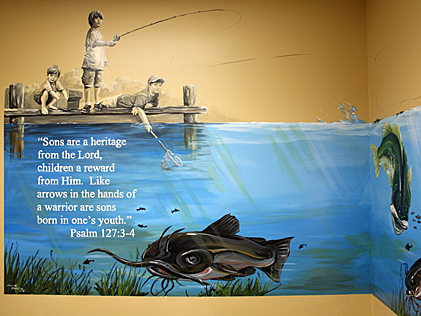 “Sons are a heritage
from the Lord,
children a reward
from Him. Like
arrows in the hands of
a warrior are sons
born in one’s youth.”
Psalm 127:3-4